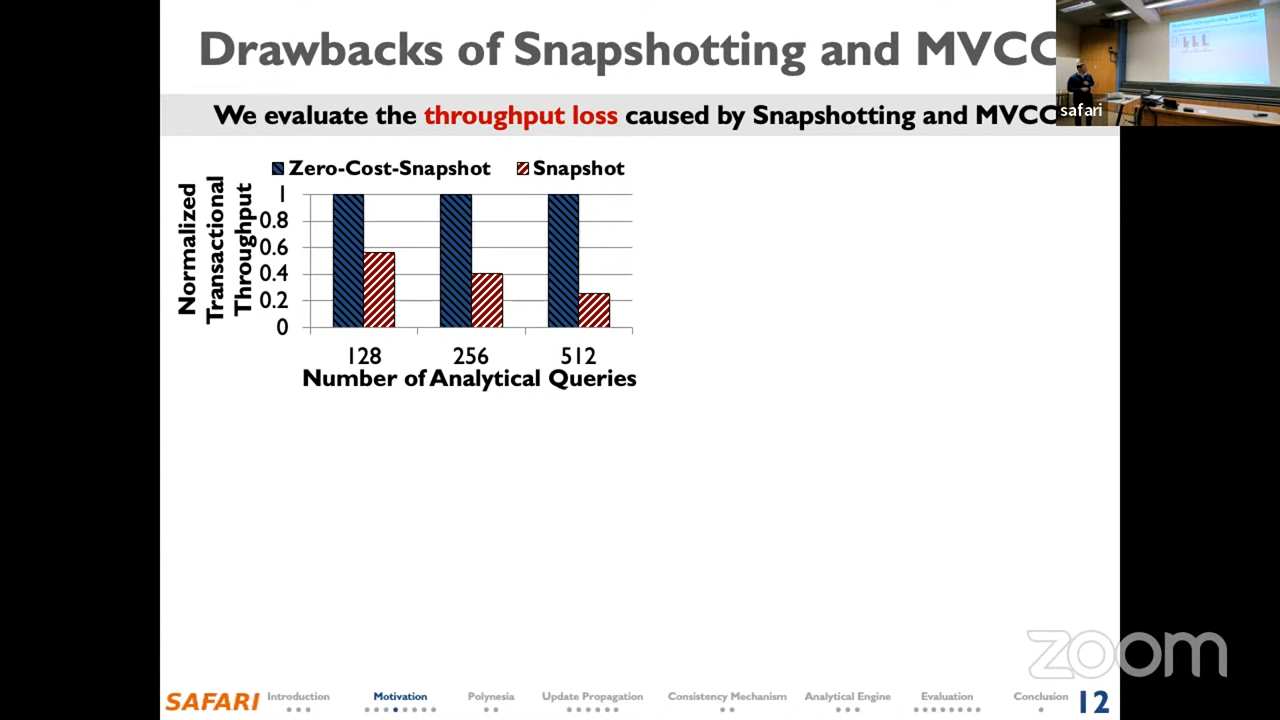 Drawbacks of Snapshotting and MVCC
We evaluate the throughput loss caused by Snapshotting and MVCC
safari
Zero-Cost-Snapshot Snapshot
Normalized
Transactional
Throughput
1
0.8
0.6
0.4
0.2
0
128 256 512
Number of Analytical Queries
zoom
SAFARI Introduction Motivation Polynesia Update Propagation Consistency Mechanism Analytical Engine Evaluation Conclusion 12